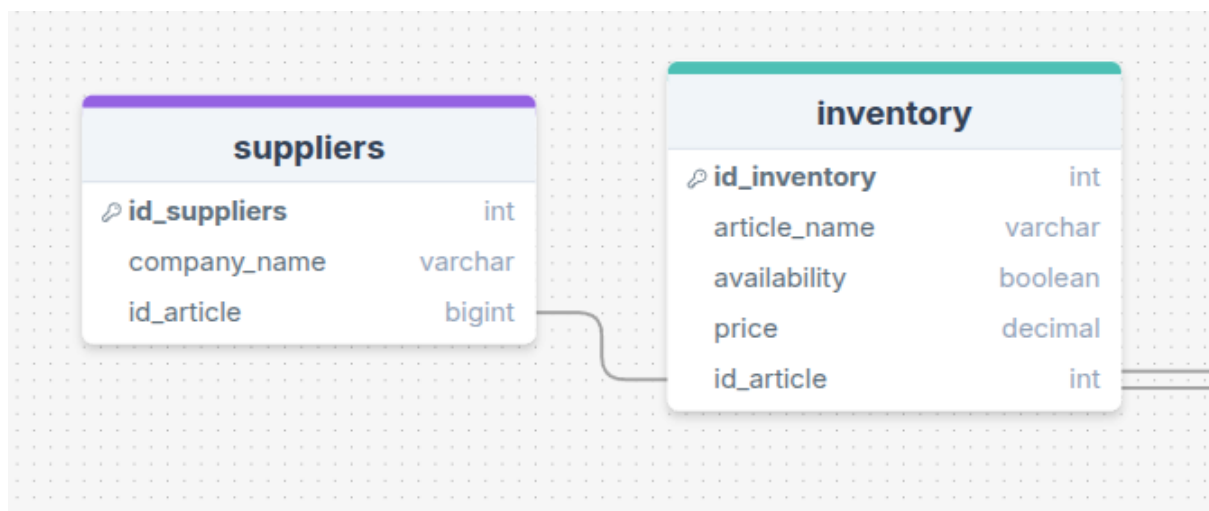 suppliers
id_suppliers int
company_name varchar
id_article bigint
inventory
id_inventory int
article_name varchar
availability boolean
price decimal
id_article int